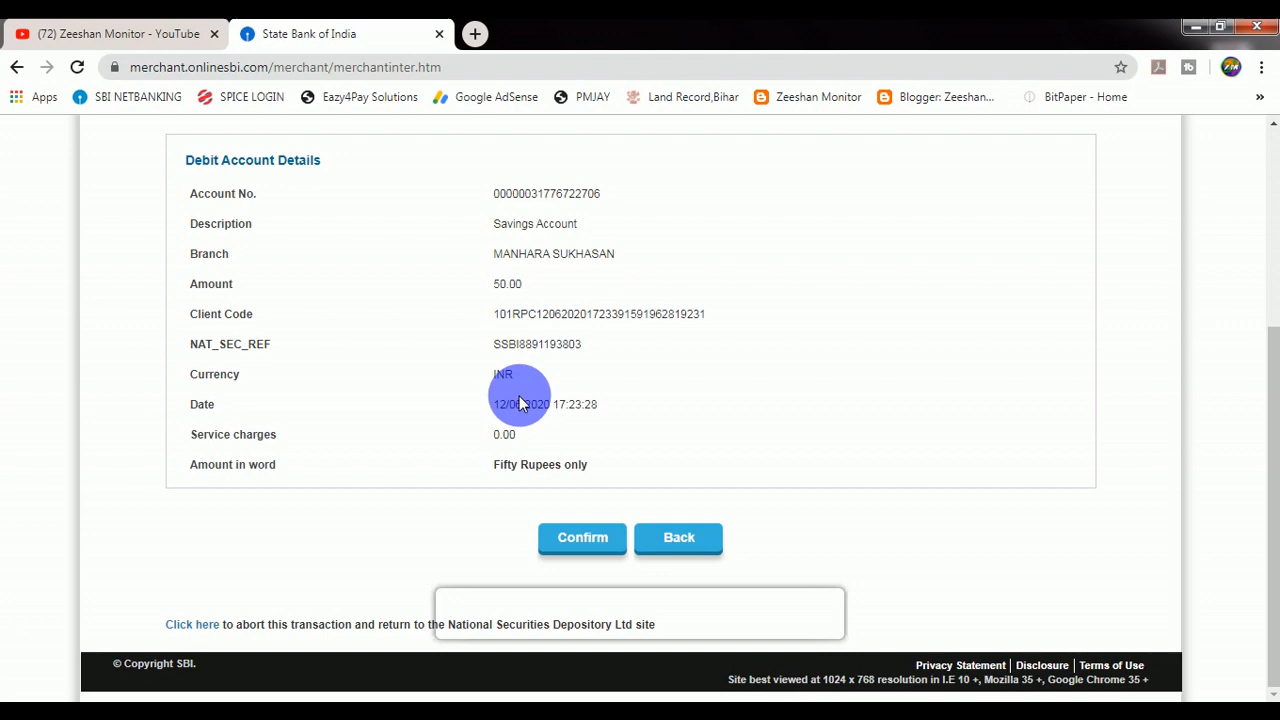 (72) Zeeshan Monitor - YouTube
State Bank of India
merchant.onlinesbi.com/merchant/merchantinter.htm
Apps SBI NETBANKING SPICE LOGIN Eazy4Pay Solutions Google AdSense PMJAY Land Record,Bihar Zeeshan Monitor Blogger: Zeeshan... BitPaper - Home »
Debit Account Details
Account No. 00000031776722706
Description Savings Account
Branch MANHARA SUKHASAN
Amount 50.00
Client Code 101RPC1206202017233915919628​19231
NAT_SEC_REF SSBI8891193803
Currency INR
Date 12/06/2020 17:23:28
Service charges 0.00
Amount in word Fifty Rupees only
Confirm Back
Click here to abort this transaction and return to the National Securities Depository Ltd site
© Copyright SBI.
Privacy Statement | Disclosure | Terms of Use
Site best viewed at 1024 x 768 resolution in I.E 10 +, Mozilla 35 +, Google Chrome 35 +